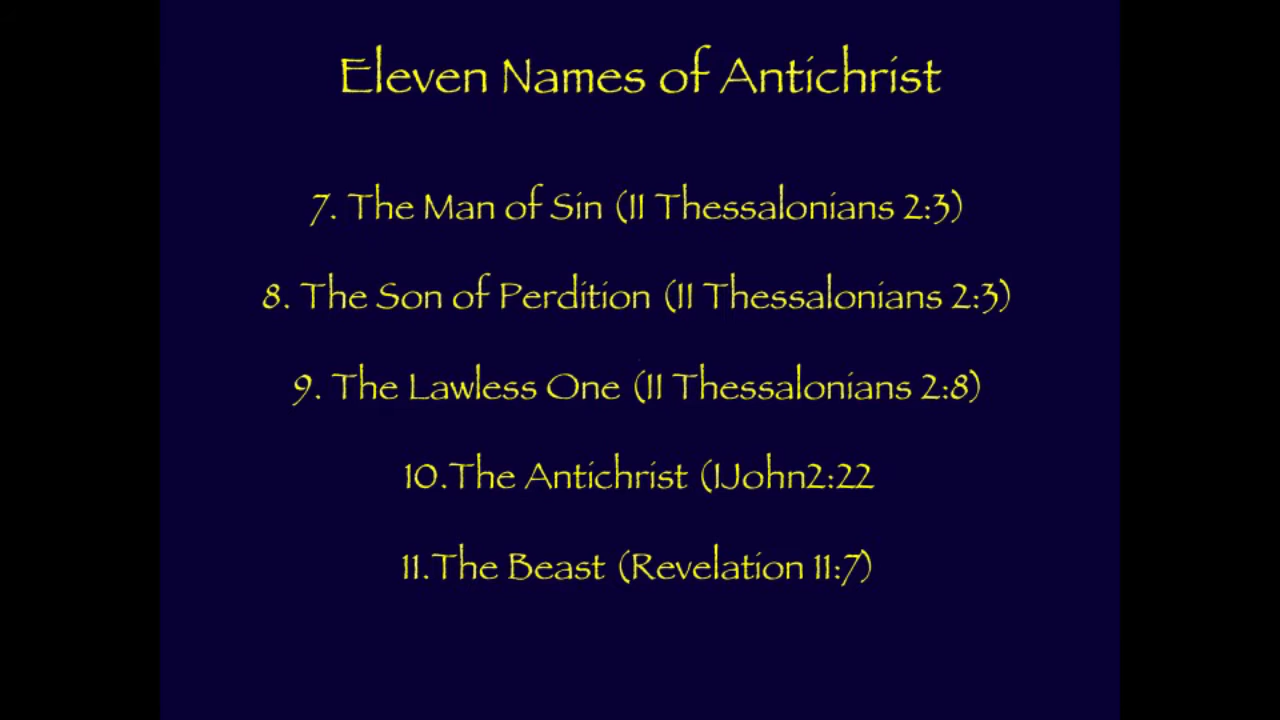 Eleven Names of Antichrist
7. The Man of Sin (II Thessalonians 2:3)
8. The Son of Perdition (II Thessalonians 2:3)
9. The Lawless One (II Thessalonians 2:8)
10.The Antichrist (IJohn2:22
11.The Beast (Revelation 11:7)